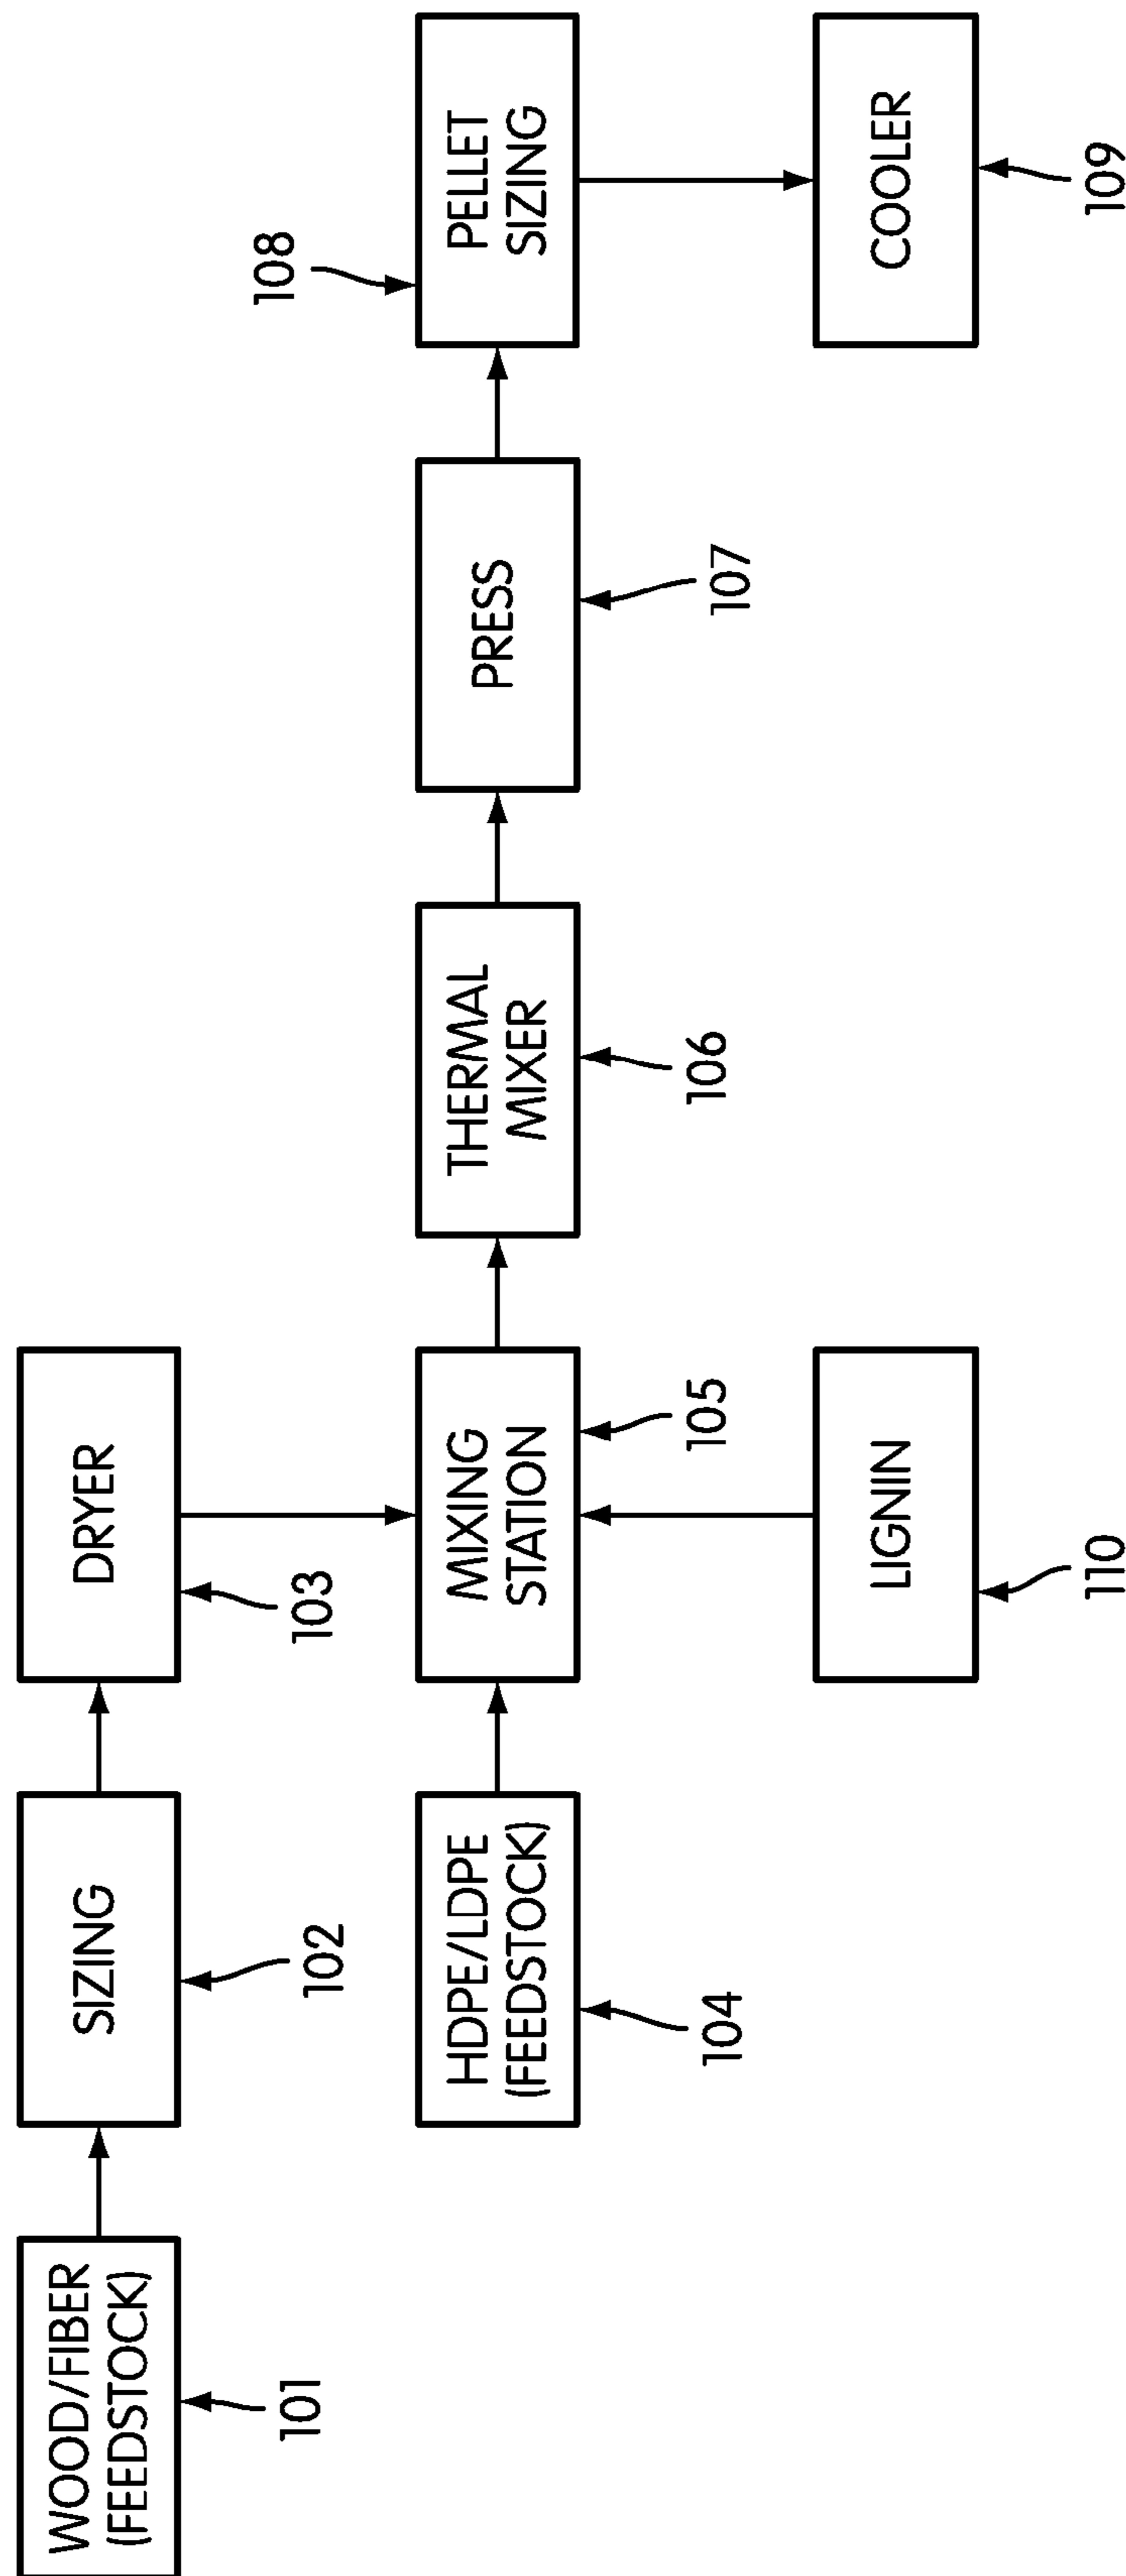 WOOD/FIBER
(FEEDSTOCK)
101
SIZING
102
DRYER
103
HDPE/LDPE
(FEEDSTOCK)
104
MIXING
STATION
105
LIGNIN
110
THERMAL
MIXER
106
PRESS
107
PELLET
SIZING
108
COOLER
109